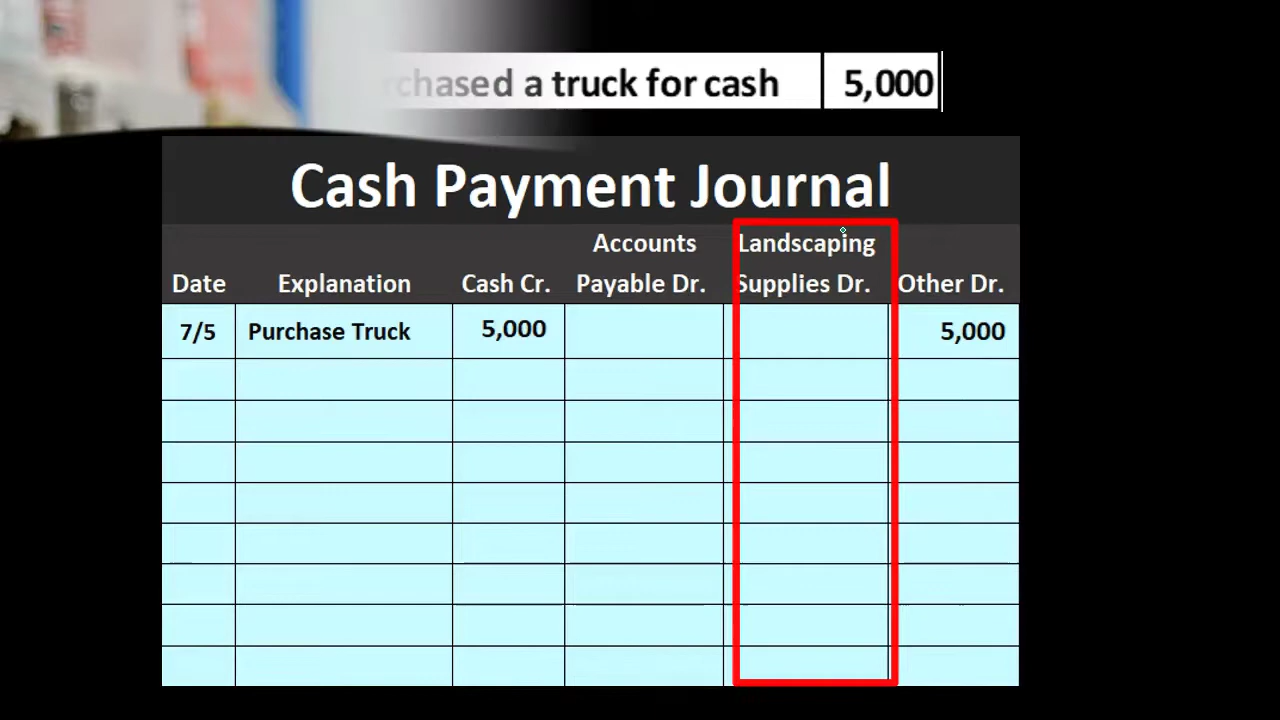 chased a truck for cash 5,000
Cash Payment Journal
Accounts Landscaping
Date Explanation Cash Cr. Payable Dr. Supplies Dr. Other Dr.
7/5 Purchase Truck 5,000 5,000